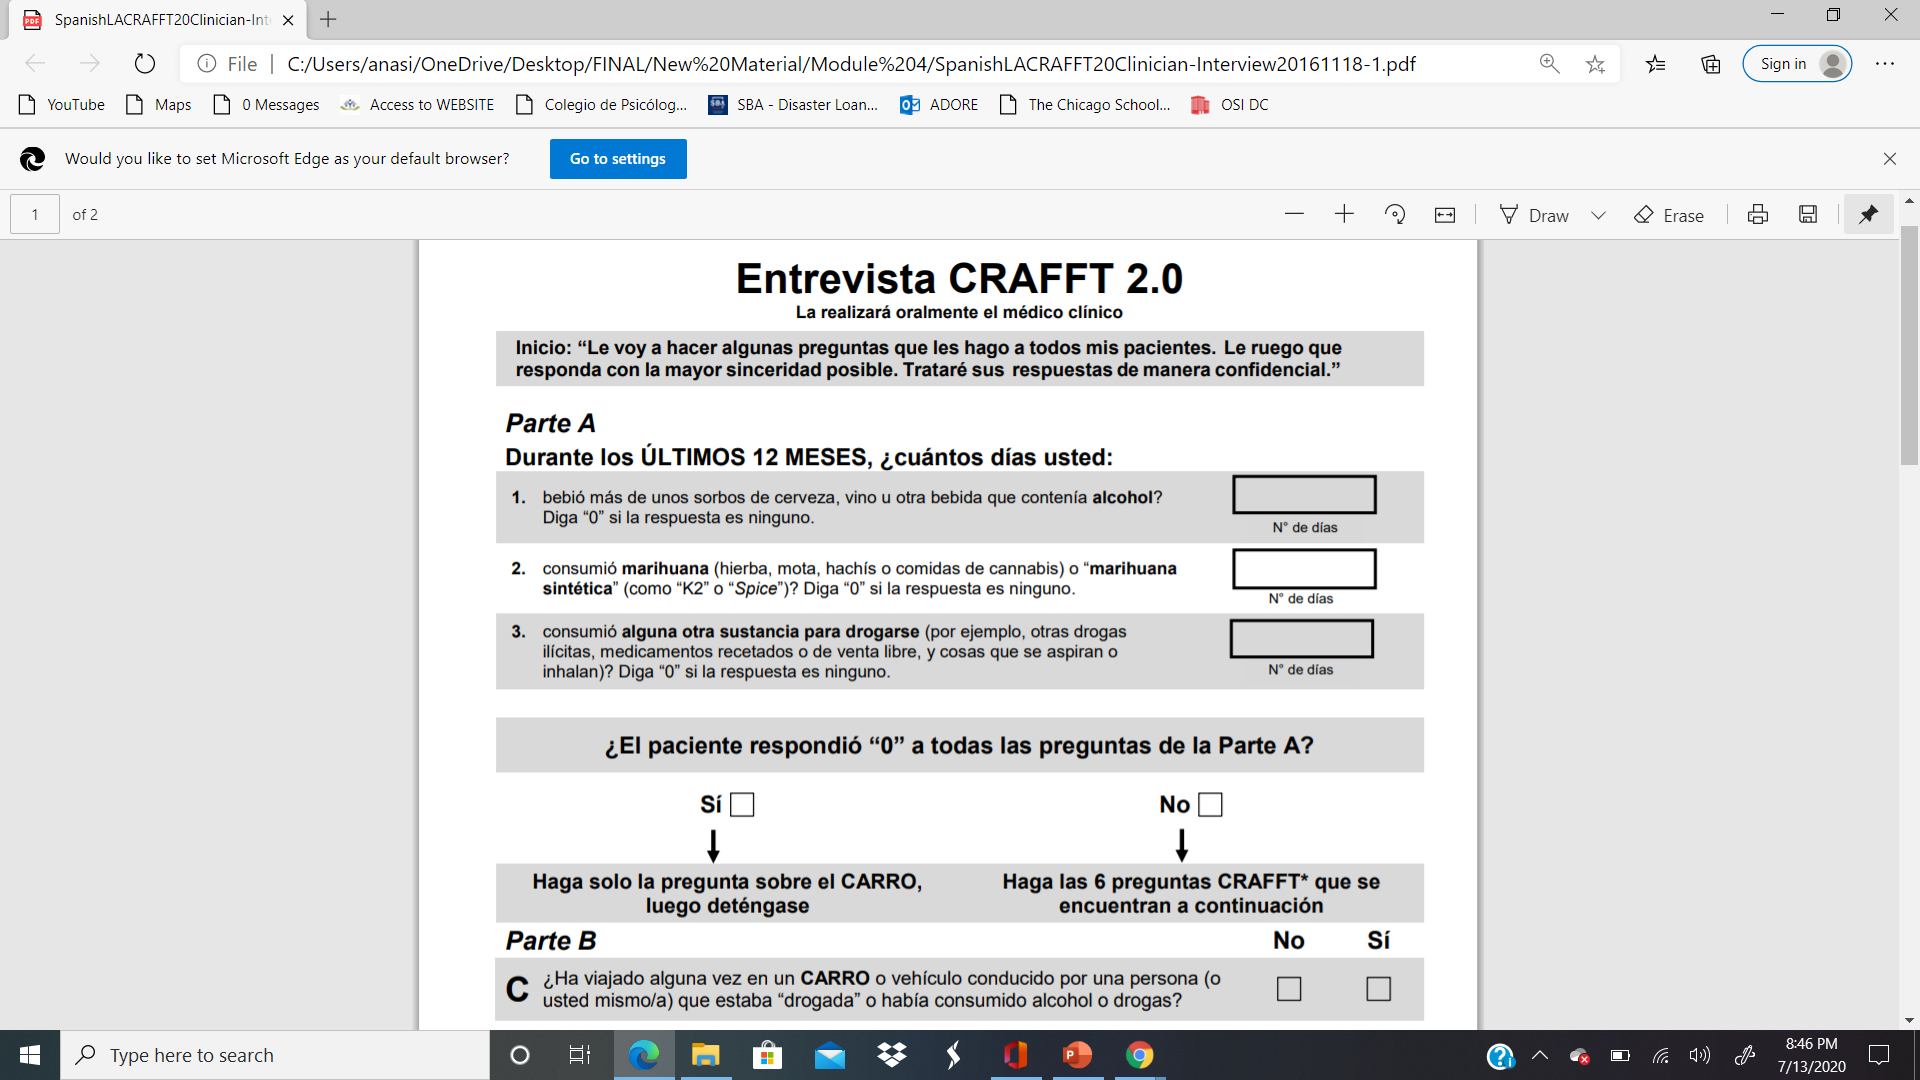 SpanishLACRAFFT20Clinician-Int
File
C:/Users/anasi/OneDrive/Desktop/FINAL/New%20Material/Module%204/SpanishLACRAFFT20Clinician-Interview20161118-1.pdf
Sign in
YouTube Maps 0 Messages Access to WEBSITE Colegio de Psicólog... SBA - Disaster Loan... ADORE The Chicago School... OSI DC
Would you like to set Microsoft Edge as your default browser? Go to settings
1 of 2 Draw Erase
Entrevista CRAFFT 2.0
La realizará oralmente el médico clínico
Inicio: “Le voy a hacer algunas preguntas que les hago a todos mis pacientes. Le ruego que
responda con la mayor sinceridad posible. Trataré sus respuestas de manera confidencial.”
Parte A
Durante los ÚLTIMOS 12 MESES, ¿cuántos días usted:
1. bebió más de unos sorbos de cerveza, vino u otra bebida que contenía alcohol?
Diga “0” si la respuesta es ninguno.
N° de días
2. consumió marihuana (hierba, mota, hachís o comidas de cannabis) o “marihuana
sintética” (como “K2” o “Spice”)? Diga “0” si la respuesta es ninguno.
N° de días
3. consumió alguna otra sustancia para drogarse (por ejemplo, otras drogas
ilícitas, medicamentos recetados o de venta libre, y cosas que se aspiran o
inhalan)? Diga “0” si la respuesta es ninguno.
N° de días
¿El paciente respondió “0” a todas las preguntas de la Parte A?
Sí No
Haga solo la pregunta sobre el CARRO,
luego deténgase
Haga las 6 preguntas CRAFFT* que se
encuentran a continuación
Parte B No Sí
C ¿Ha viajado alguna vez en un CARRO o vehículo conducido por una persona (o
usted mismo/a) que estaba “drogada” o había consumido alcohol o drogas?
Type here to search
8:46 PM
7/13/2020